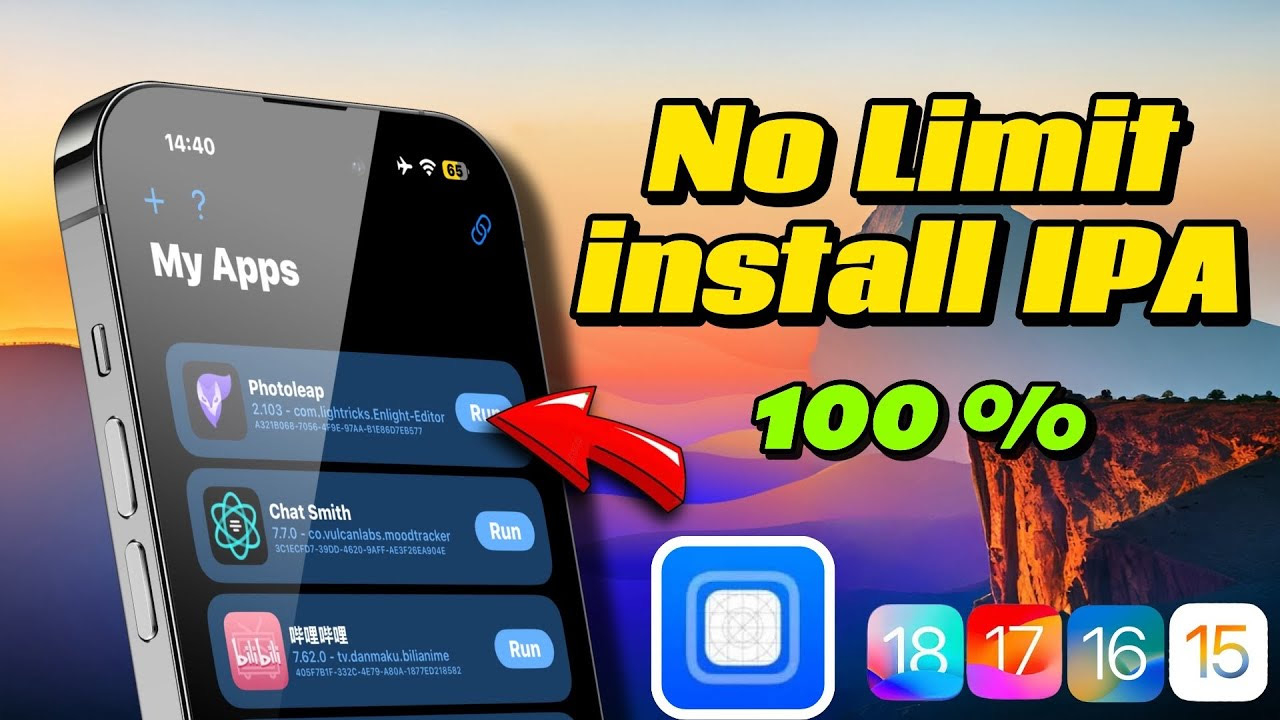 14:40
65
+ ?
My Apps
No Limit
install IPA
100 %
Photoleap
2.103 - com.lightricks.Enlight-Editor
A321B068-7056-4F9E-97AA-B1E86D7EB577
Run
Chat Smith
7.7.0 - co.vulcanlabs.moodtracker
3C1ECFD7-39DD-4620-9AFF-AE3F26EA904E
Run
bilibili
哔哩哔哩
7.62.0 - tv.danmaku.bilianime
405F7B1F-332C-4E79-A80A-1877ED218582
Run
18
17
16
15